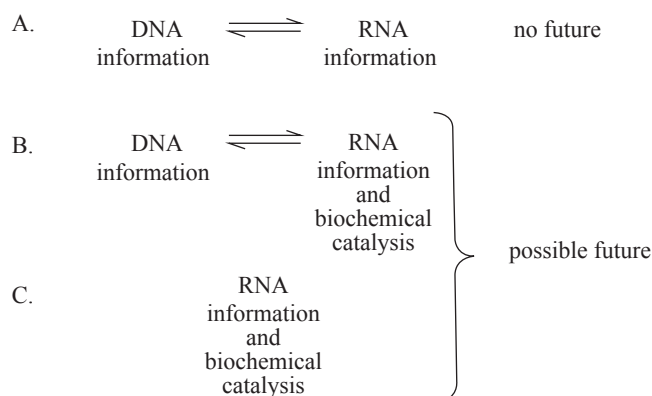 A.
DNA
information
RNA
information
no future
B.
DNA
information
RNA
information
and
biochemical
catalysis
possible future
C.
RNA
information
and
biochemical
catalysis